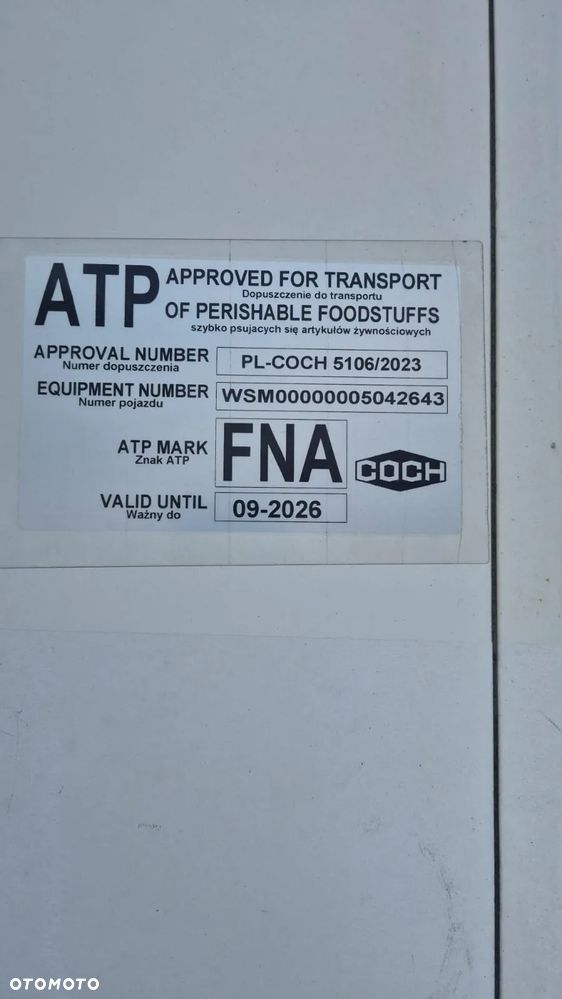 ATP APPROVED FOR TRANSPORT
Dopuszczenie do transportu
OF PERISHABLE FOODSTUFFS
szybko psujacych się artykułów żywnościowych
APPROVAL NUMBER PL-COCH 5106/2023
Numer dopuszczenia
EQUIPMENT NUMBER WSM00000005042643
Numer pojazdu
ATP MARK FNA COCH
Znak ATP
VALID UNTIL 09-2026
Ważny do
OTOMOTO